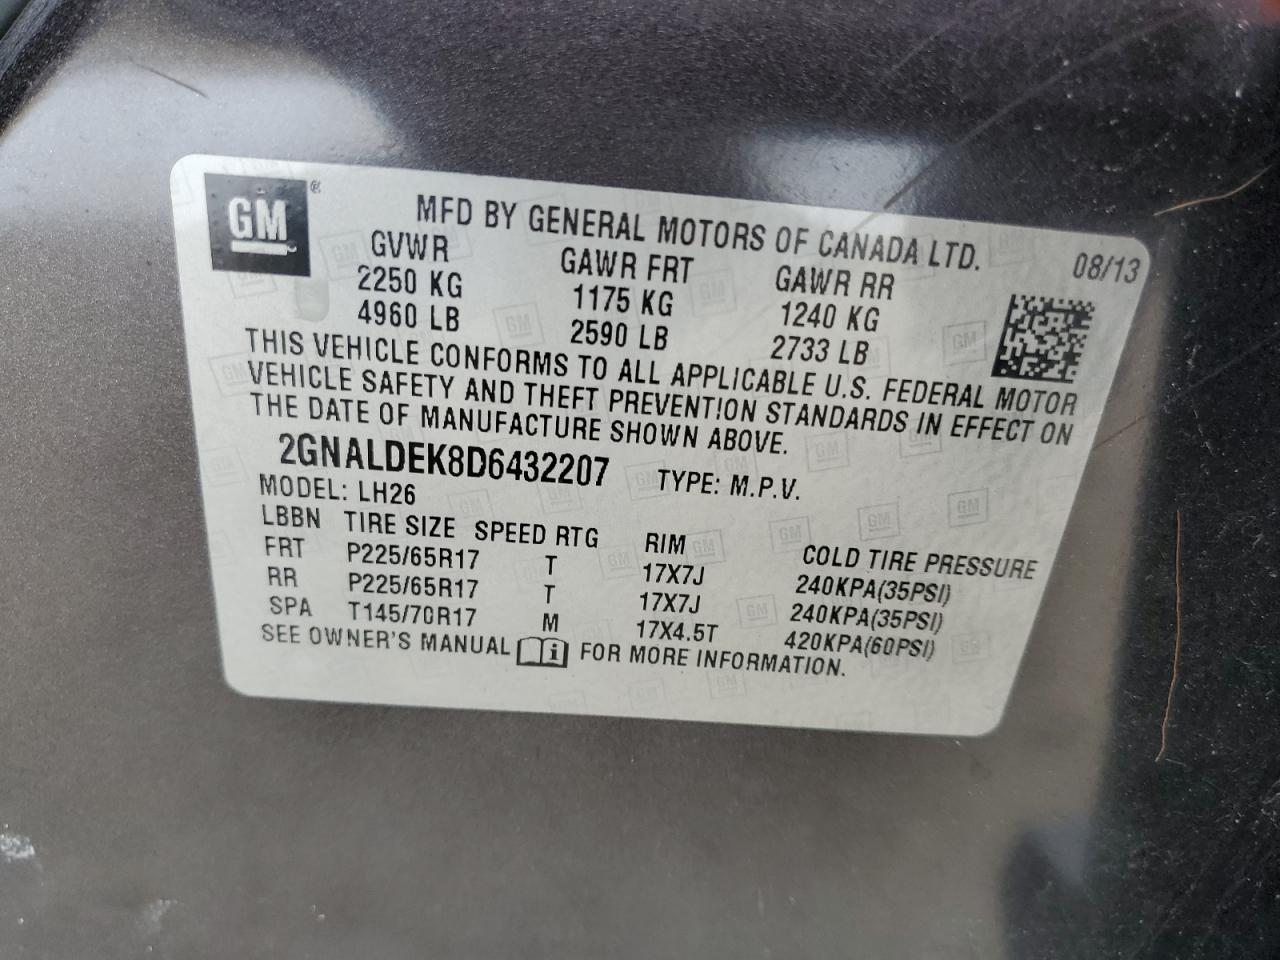 GM ®
MFD BY GENERAL MOTORS OF CANADA LTD.
08/13
GVWR GAWR FRT GAWR RR
2250 KG 1175 KG 1240 KG
4960 LB 2590 LB 2733 LB
THIS VEHICLE CONFORMS TO ALL APPLICABLE U.S. FEDERAL MOTOR
VEHICLE SAFETY AND THEFT PREVENTION STANDARDS IN EFFECT ON
THE DATE OF MANUFACTURE SHOWN ABOVE.
2GNALDEK8D6432207 TYPE: M.P.V.
MODEL: LH26
LBBN TIRE SIZE SPEED RTG RIM COLD TIRE PRESSURE
FRT P225/65R17 T 17X7J 240KPA(35PSI)
RR P225/65R17 T 17X7J 240KPA(35PSI)
SPA T145/70R17 M 17X4.5T 420KPA(60PSI)
SEE OWNER'S MANUAL i FOR MORE INFORMATION.